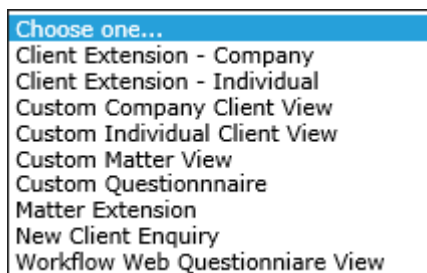 Choose one...
Client Extension - Company
Client Extension - Individual
Custom Company Client View
Custom Individual Client View
Custom Matter View
Custom Questionnnaire
Matter Extension
New Client Enquiry
Workflow Web Questionniare View